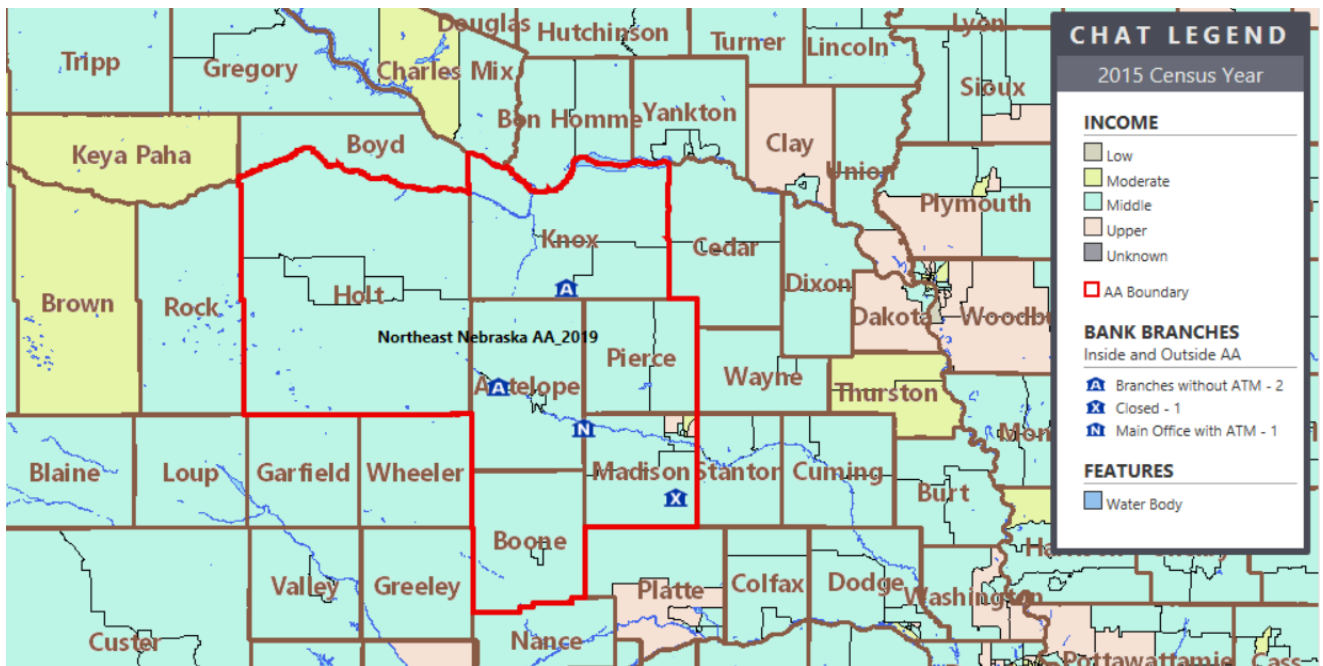 Douglas
Hutchinson
Turner
Lincoln
Lyon
Tripp
Gregory
Charles Mix
Sioux
Bon Homme
Yankton
Clay
Union
Keya Paha
Boyd
Plymouth
Knox
Cedar
Holt
Dixon
Brown
Rock
Dakota
Woodbu
A
Northeast Nebraska AA_2019
Pierce
Antelope
A
Wayne
Thurston
N
Mon
Blaine
Loup
Garfield
Wheeler
Madison
Stanton
Cuming
Burt
X
Boone
Valley
Greeley
Platte
Colfax
Dodge
Washington
Custer
Nance
Pottawattamie
CHAT LEGEND
2015 Census Year
INCOME
Low
Moderate
Middle
Upper
Unknown
AA Boundary
BANK BRANCHES
Inside and Outside AA
A Branches without ATM - 2
X Closed - 1
N Main Office with ATM - 1
FEATURES
Water Body